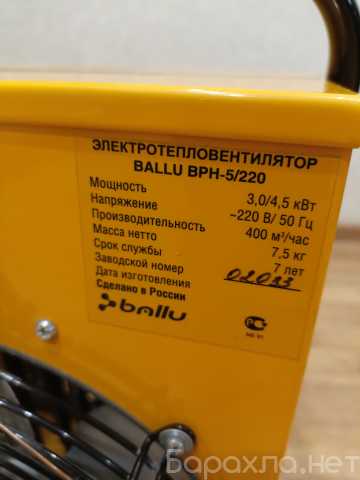 ЭЛЕКТРОТЕПЛОВЕНТИЛЯТОР
BALLU BPH-5/220
Мощность 3,0/4,5 кВт
Напряжение ~220 В/ 50 Гц
Производительность 400 м³/час
Масса нетто 7,5 кг
Срок службы 7 лет
Заводской номер
Дата изготовления
Сделано в России
ballu
Барахла.нет